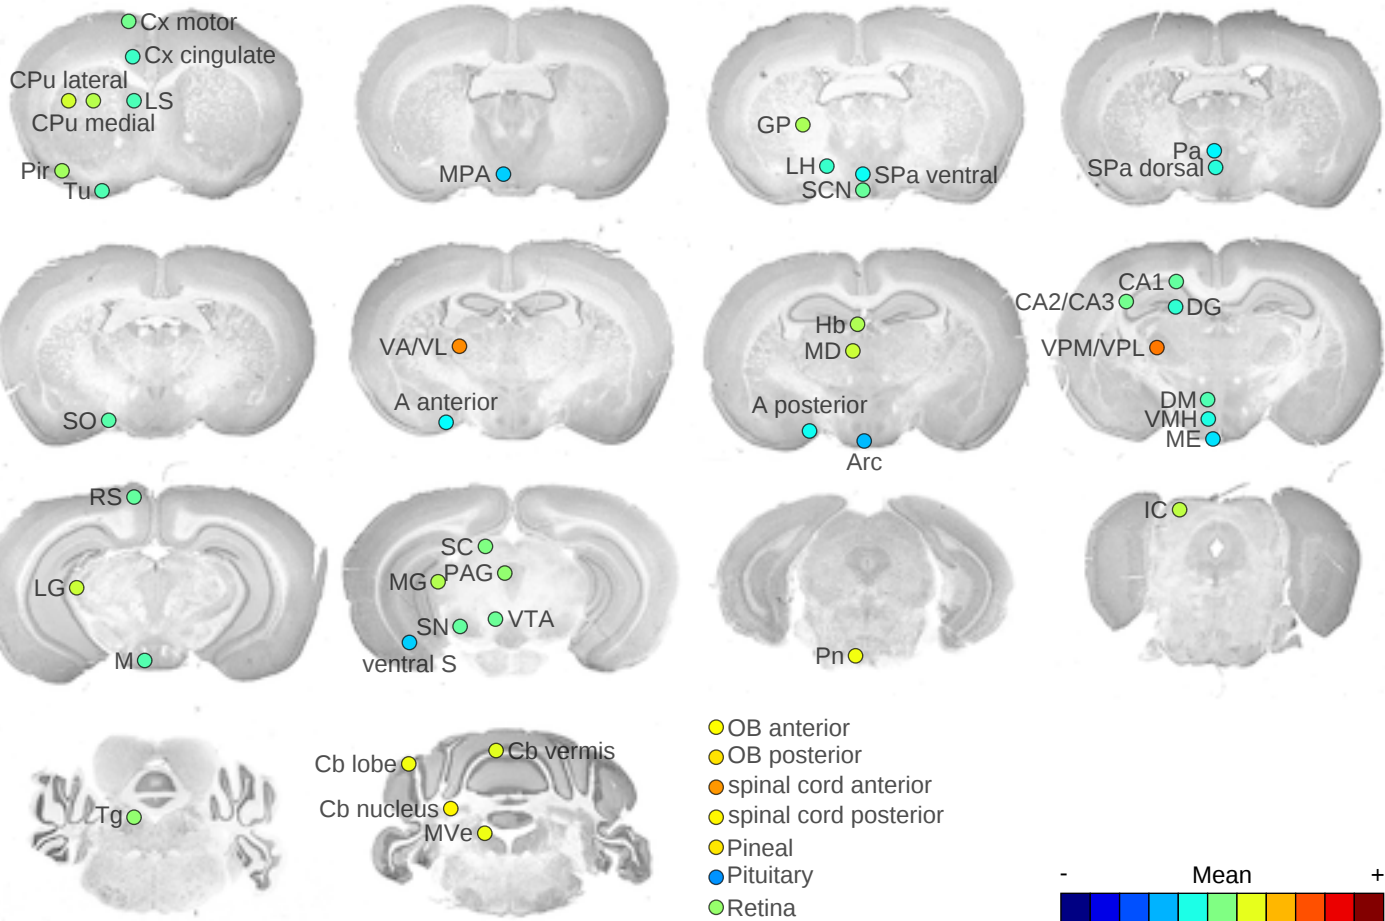 Cx motor
Cx cingulate
CPu lateral
LS
CPu medial
Pir
Tu
MPA
GP
LH
SPa ventral
SCN
Pa
SPa dorsal
SO
VA/VL
A anterior
Hb
MD
A posterior
Arc
CA1
CA2/CA3
DG
VPM/VPL
DM
VMH
ME
RS
LG
M
SC
PAG
MG
VTA
SN
ventral S
Pn
IC
Tg
Cb lobe
Cb vermis
Cb nucleus
MVe
OB anterior
OB posterior
spinal cord anterior
spinal cord posterior
Pineal
Pituitary
Retina
- Mean +